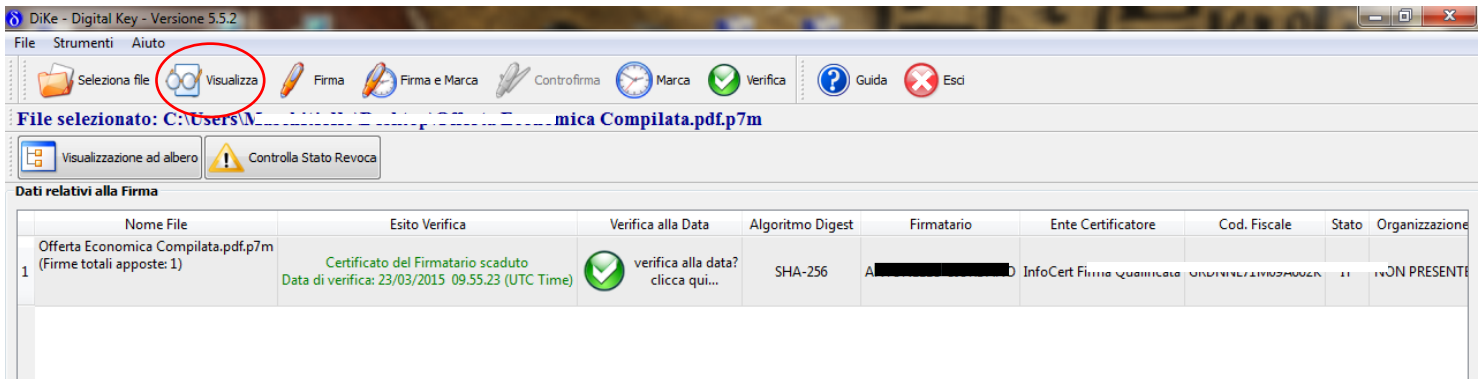 DiKe - Digital Key - Versione 5.5.2
File Strumenti Aiuto
Seleziona file Visualizza Firma Firma e Marca Controfirma Marca Verifica Guida Esci
File selezionato: C:\Users\ Compilata.pdf.p7m
Visualizzazione ad albero Controlla Stato Revoca
Dati relativi alla Firma
Nome File Esito Verifica Verifica alla Data Algoritmo Digest Firmatario Ente Certificatore Cod. Fiscale Stato Organizzazione
1 Offerta Economica Compilata.pdf.p7m
(Firme totali apposte: 1)
Certificato del Firmatario scaduto
Data di verifica: 23/03/2015 09.55.23 (UTC Time)
verifica alla data?
clicca qui...
SHA-256
InfoCert Firma Qualificata
NON PRESENTE